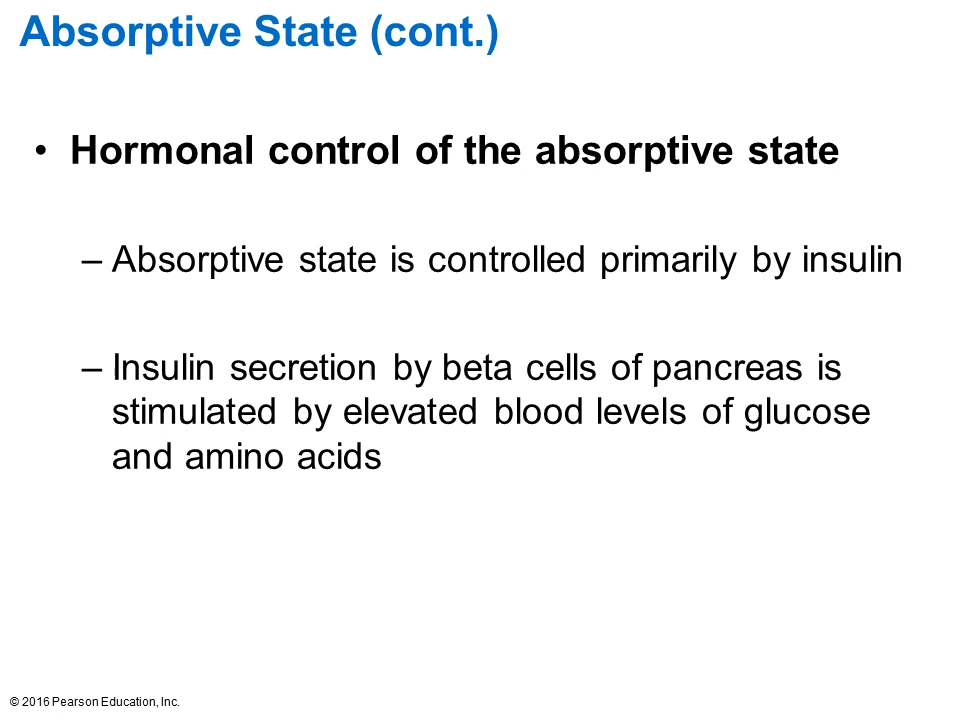 Absorptive State (cont.)
• Hormonal control of the absorptive state
– Absorptive state is controlled primarily by insulin
– Insulin secretion by beta cells of pancreas is
stimulated by elevated blood levels of glucose
and amino acids
© 2016 Pearson Education, Inc.